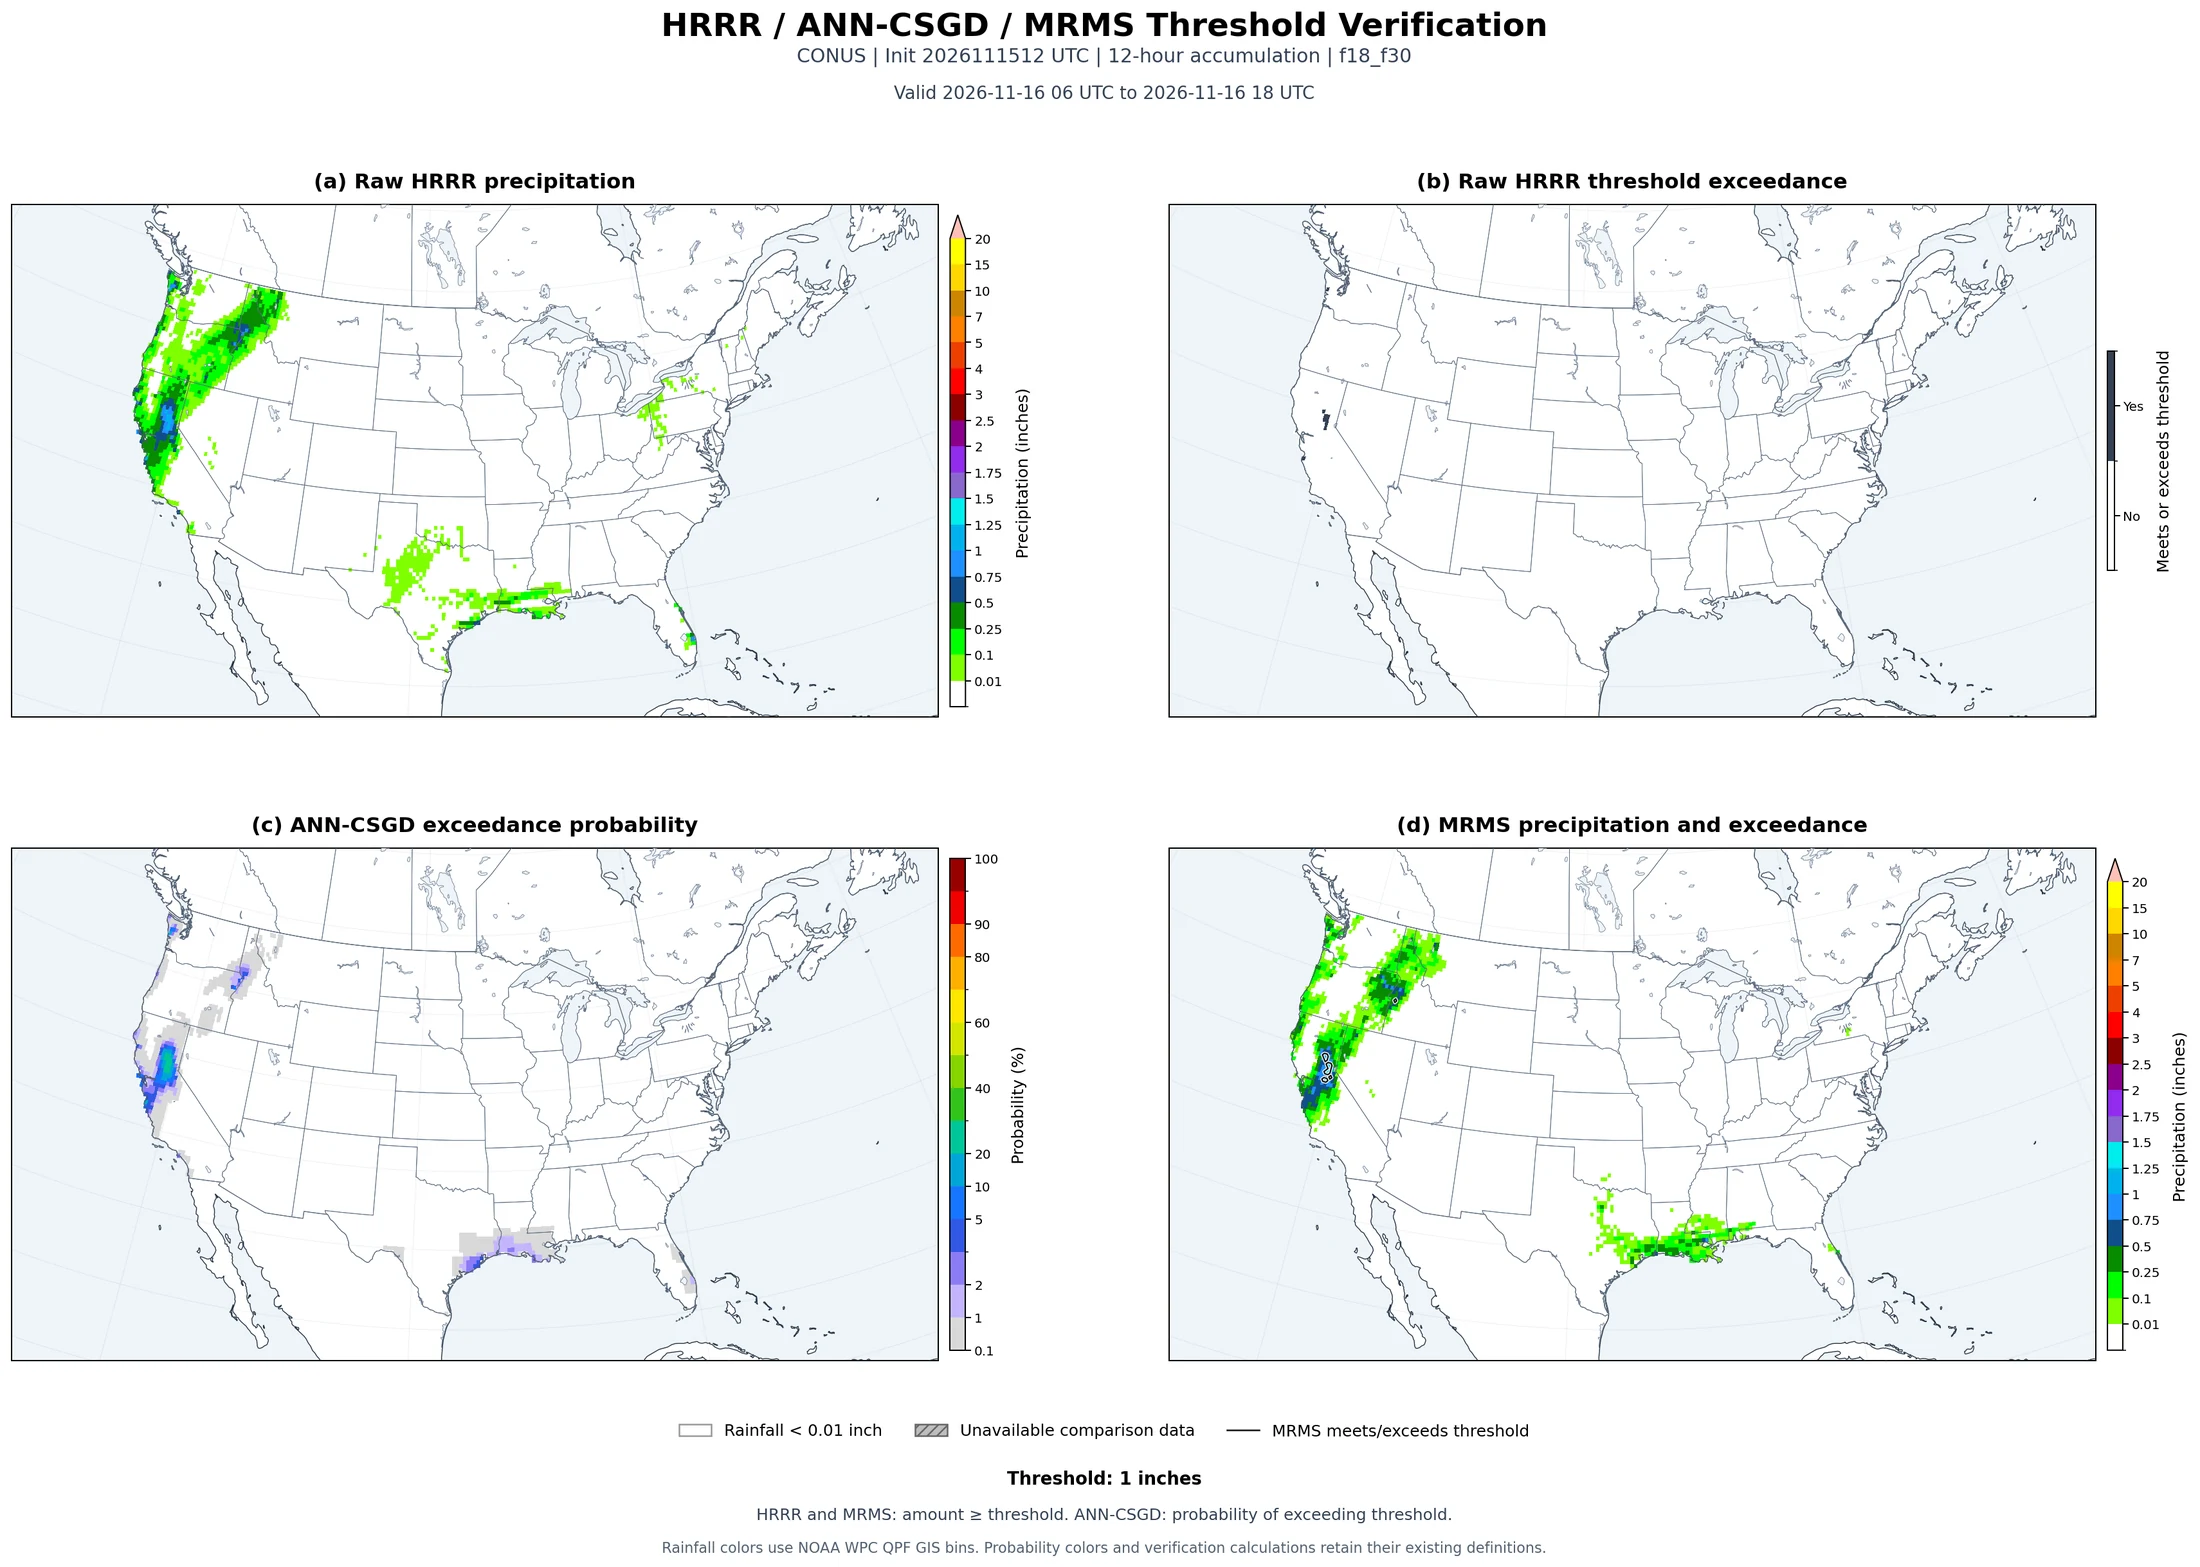 HRRR / ANN-CSGD / MRMS Threshold Verification
CONUS | Init 2026111512 UTC | 12-hour accumulation | f18_f30
Valid 2026-11-16 06 UTC to 2026-11-16 18 UTC
(a) Raw HRRR precipitation
20
15
10
7
5
4
3
2.5
2
1.75
1.5
1.25
1
0.75
0.5
0.25
0.1
0.01
Precipitation (inches)
(b) Raw HRRR threshold exceedance
Yes
No
Meets or exceeds threshold
(c) ANN-CSGD exceedance probability
100
90
80
60
40
20
10
5
2
1
0.1
Probability (%)
(d) MRMS precipitation and exceedance
20
15
10
7
5
4
3
2.5
2
1.75
1.5
1.25
1
0.75
0.5
0.25
0.1
0.01
Precipitation (inches)
Rainfall < 0.01 inch
Unavailable comparison data
MRMS meets/exceeds threshold
Threshold: 1 inches
HRRR and MRMS: amount ≥ threshold. ANN-CSGD: probability of exceeding threshold.
Rainfall colors use NOAA WPC QPF GIS bins. Probability colors and verification calculations retain their existing definitions.